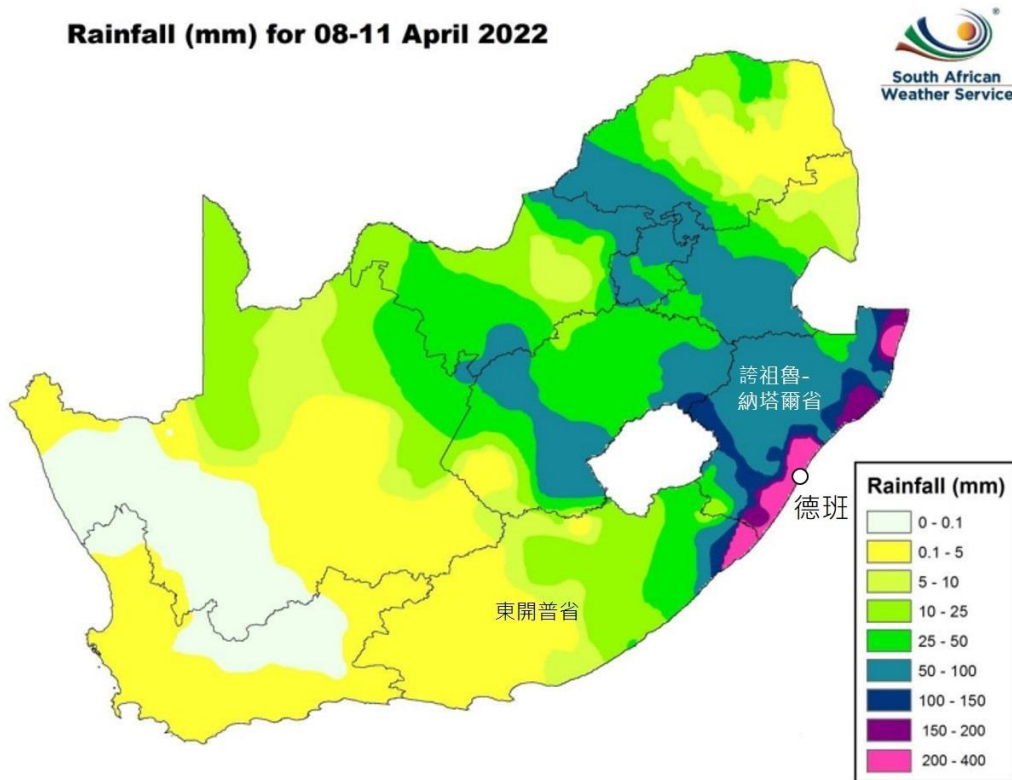 Rainfall (mm) for 08-11 April 2022
South African
Weather Service
誇祖魯-
納塔爾省
德班
東開普省
Rainfall (mm)
0 - 0.1
0.1 - 5
5 - 10
10 - 25
25 - 50
50 - 100
100 - 150
150 - 200
200 - 400